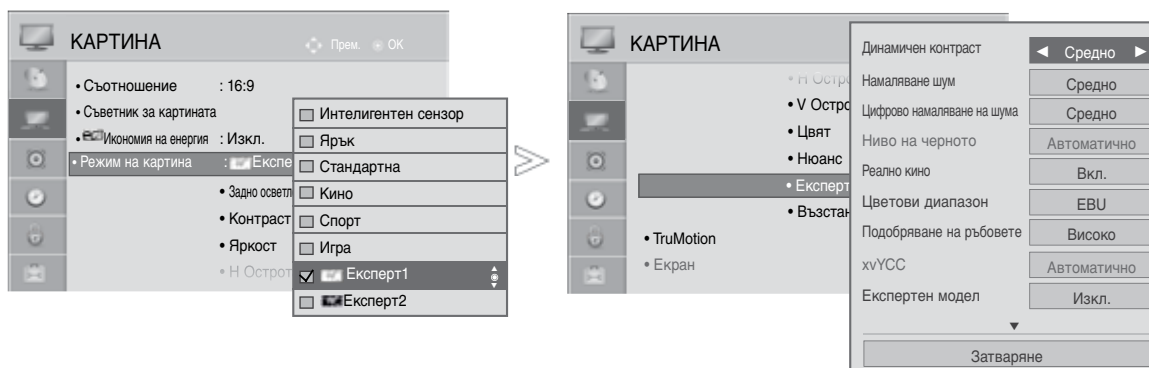 КАРТИНА
Прем. OK
• Съотношение : 16:9
• Съветник за картината
• Икономия на енергия : Изкл.
• Режим на картина : Експе
• Задно осветл
• Контраст
• Яркост
• H Острот
Интелигентен сензор
Ярък
Стандартна
Кино
Спорт
Игра
Експерт1
Експерт2
КАРТИНА
• H Остро
• V Остро
• Цвят
• Нюанс
• Експерт
• Възстан
• TruMotion
• Екран
Динамичен контраст ◄ Средно ►
Намаляване шум Средно
Цифрово намаляване на шума Средно
Ниво на черното Автоматично
Реално кино Вкл.
Цветови диапазон EBU
Подобряване на ръбовете Високо
xvYCC Автоматично
Експертен модел Изкл.
▼
Затваряне